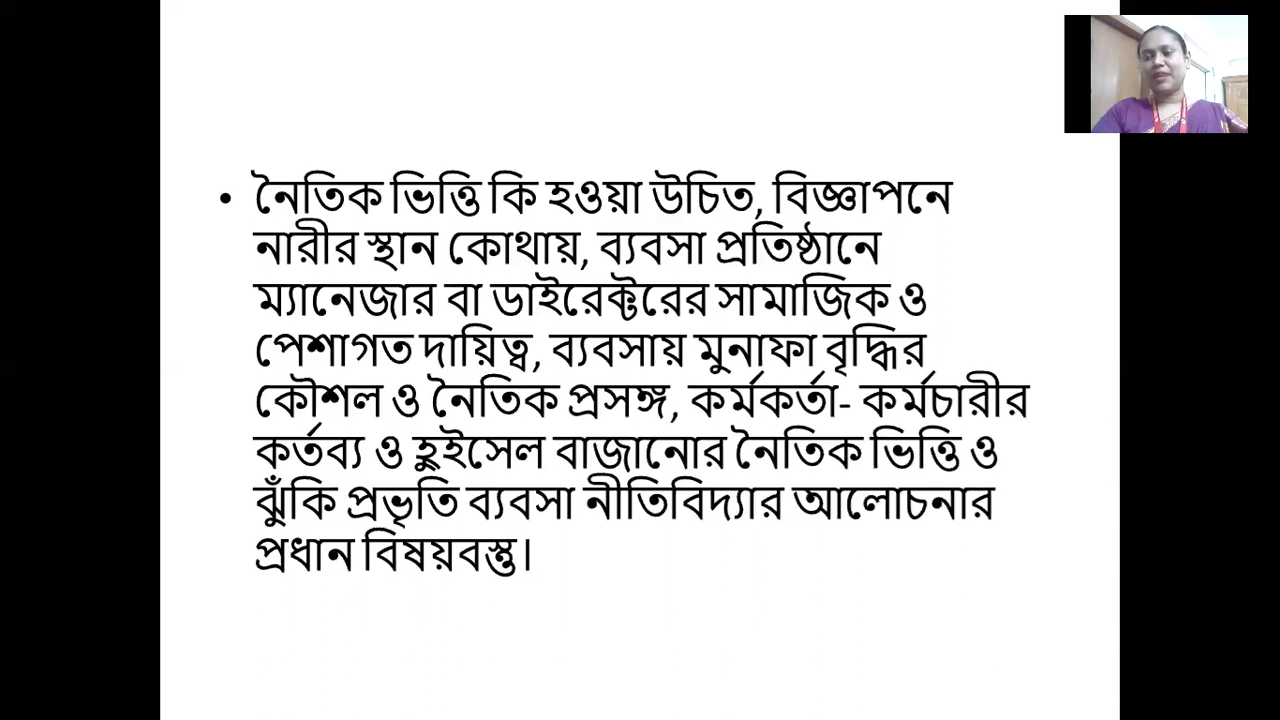 • নৈতিক ভিত্তি কি হওয়া উচিত, বিজ্ঞাপনে
নারীর স্থান কোথায়, ব্যবসা প্রতিষ্ঠানে
ম্যানেজার বা ডাইরেক্টরের সামাজিক ও
পেশাগত দায়িত্ব, ব্যবসায় মুনাফা বৃদ্ধির
কৌশল ও নৈতিক প্রসঙ্গ, কর্মকর্তা- কর্মচারীর
কর্তব্য ও হুইসেল বাজানোর নৈতিক ভিত্তি ও
ঝুঁকি প্রভৃতি ব্যবসা নীতিবিদ্যার আলোচনার
প্রধান বিষয়বস্তু।